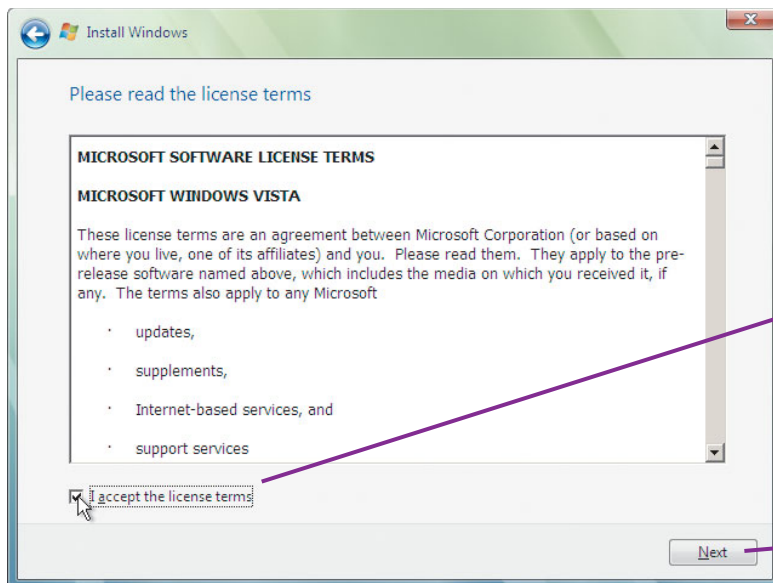 Install Windows
Please read the license terms
MICROSOFT SOFTWARE LICENSE TERMS
MICROSOFT WINDOWS VISTA
These license terms are an agreement between Microsoft Corporation (or based on
where you live, one of its affiliates) and you.  Please read them.  They apply to the pre-
release software named above, which includes the media on which you received it, if
any.  The terms also apply to any Microsoft
· updates,
· supplements,
· Internet-based services, and
· support services
I accept the license terms
Next